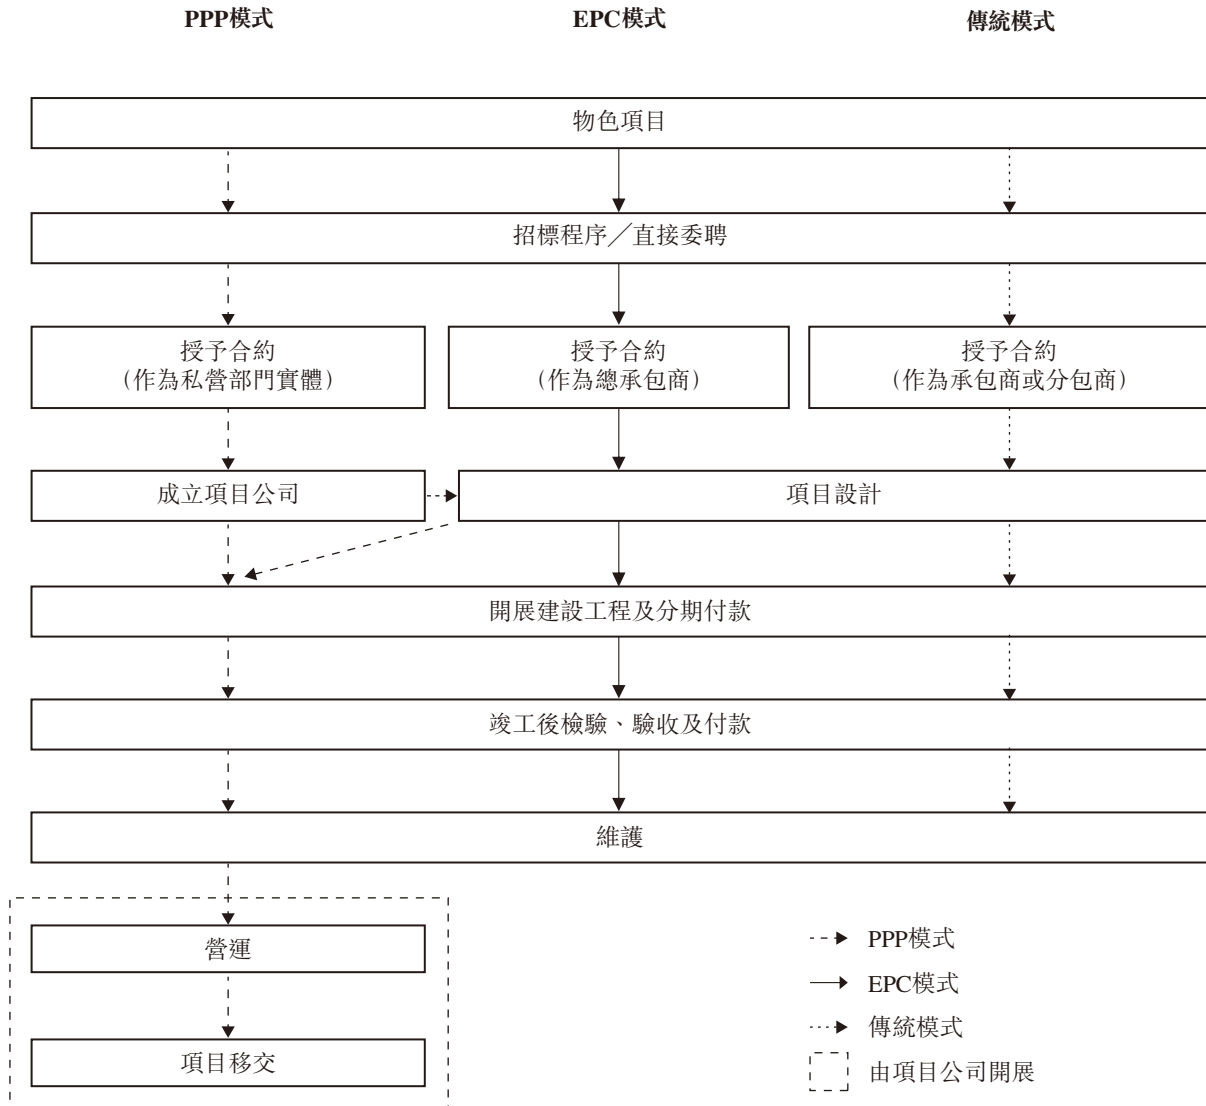 PPP模式
EPC模式
傳統模式
物色項目
招標程序╱直接委聘
授予合約
（作為私營部門實體）
授予合約
（作為總承包商）
授予合約
（作為承包商或分包商）
成立項目公司
項目設計
開展建設工程及分期付款
竣工後檢驗、驗收及付款
維護
營運
項目移交
PPP模式
EPC模式
傳統模式
由項目公司開展